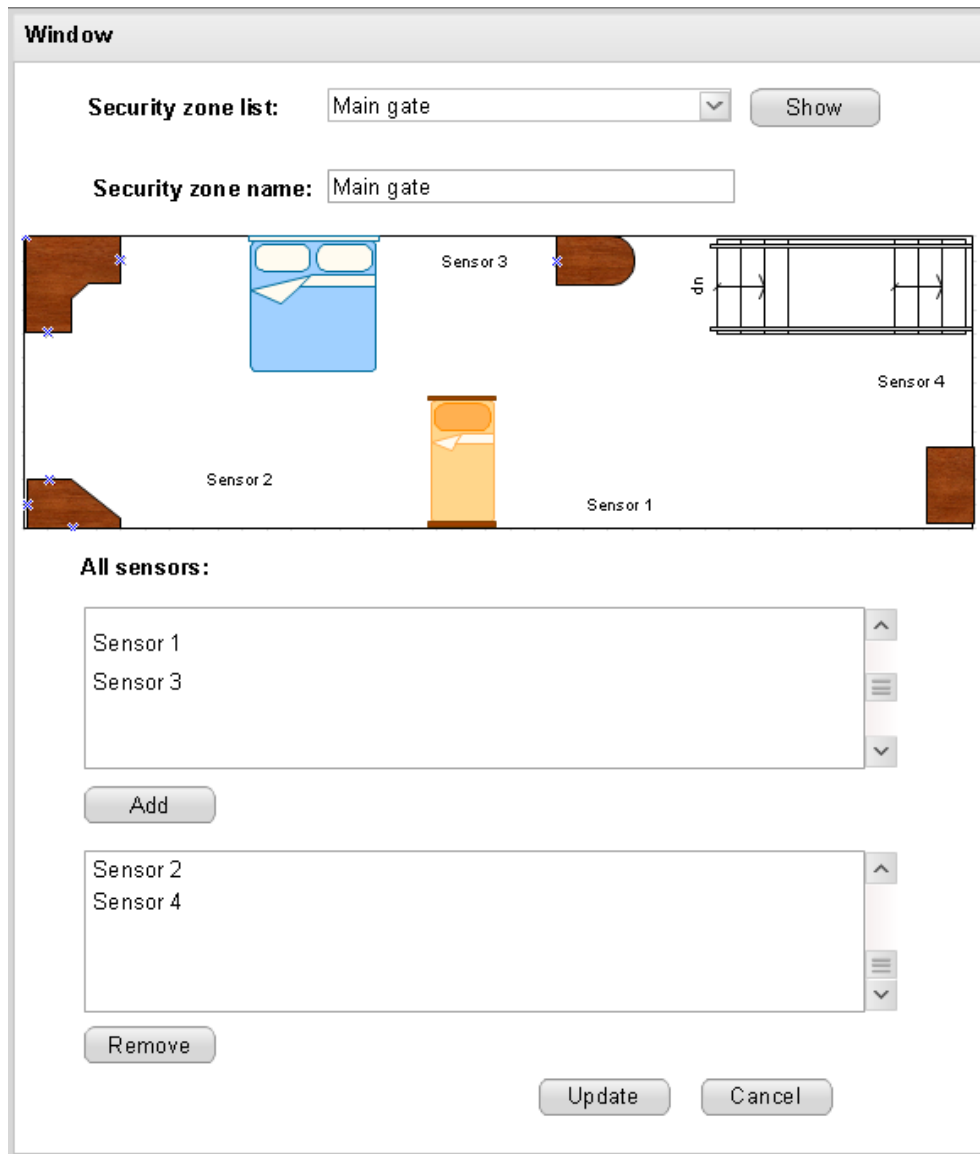 Window
Security zone list: Main gate Show
Security zone name: Main gate
Sensor 3
up
Sensor 4
Sensor 2
Sensor 1
All sensors:
Sensor 1
Sensor 3
Add
Sensor 2
Sensor 4
Remove
Update Cancel